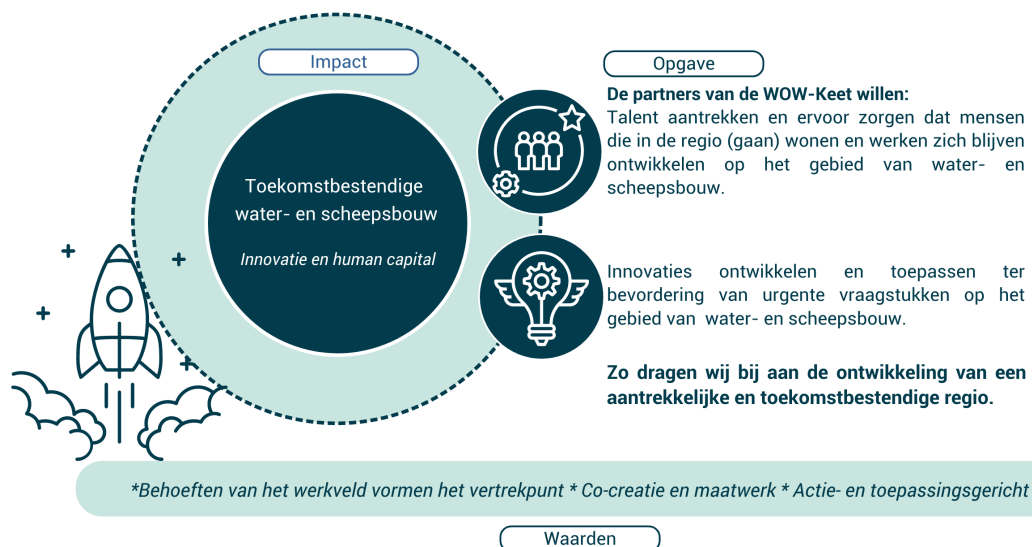 Impact
Toekomstbestendige
water- en scheepsbouw
Innovatie en human capital
Opgave
De partners van de WOW-Keet willen:
Talent aantrekken en ervoor zorgen dat mensen
die in de regio (gaan) wonen en werken zich blijven
ontwikkelen op het gebied van water- en
scheepsbouw.
Innovaties ontwikkelen en toepassen ter
bevordering van urgente vraagstukken op het
gebied van water- en scheepsbouw.
Zo dragen wij bij aan de ontwikkeling van een
aantrekkelijke en toekomstbestendige regio.
*Behoeften van het werkveld vormen het vertrekpunt * Co-creatie en maatwerk * Actie- en toepassingsgericht
Waarden